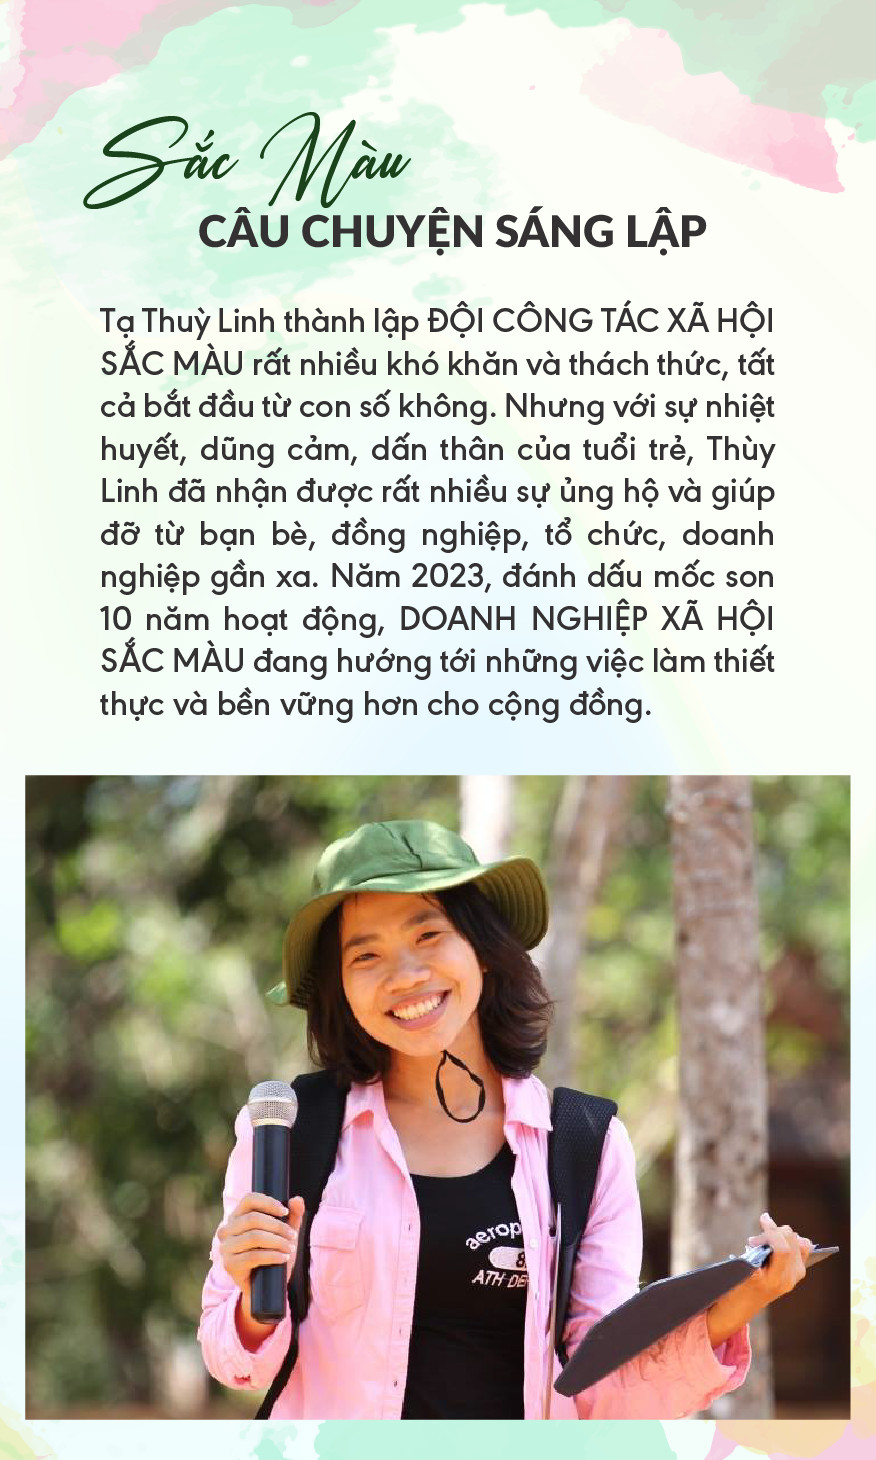 Sắc Màu
CÂU CHUYỆN SÁNG LẬP
Tạ Thuỳ Linh thành lập ĐỘI CÔNG TÁC XÃ HỘI
SẮC MÀU rất nhiều khó khăn và thách thức, tất
cả bắt đầu từ con số không. Nhưng với sự nhiệt
huyết, dũng cảm, dấn thân của tuổi trẻ, Thùy
Linh đã nhận được rất nhiều sự ủng hộ và giúp
đỡ từ bạn bè, đồng nghiệp, tổ chức, doanh
nghiệp gần xa. Năm 2023, đánh dấu mốc son
10 năm hoạt động, DOANH NGHIỆP XÃ HỘI
SẮC MÀU đang hướng tới những việc làm thiết
thực và bền vững hơn cho cộng đồng.
ATH